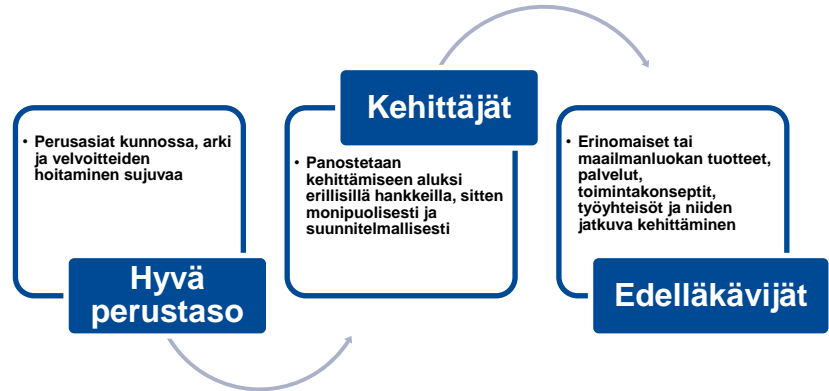 • Perusasiat kunnossa, arki
ja velvoitteiden
hoitaminen sujuvaa
Hyvä
perustaso
Kehittäjät
• Panostetaan
kehittämiseen aluksi
erillisillä hankkeilla, sitten
monipuolisesti ja
suunnitelmallisesti
• Erinomaiset tai
maailmanluokan tuotteet,
palvelut,
toimintakonseptit,
työyhteisöt ja niiden
jatkuva kehittäminen
Edelläkävijät